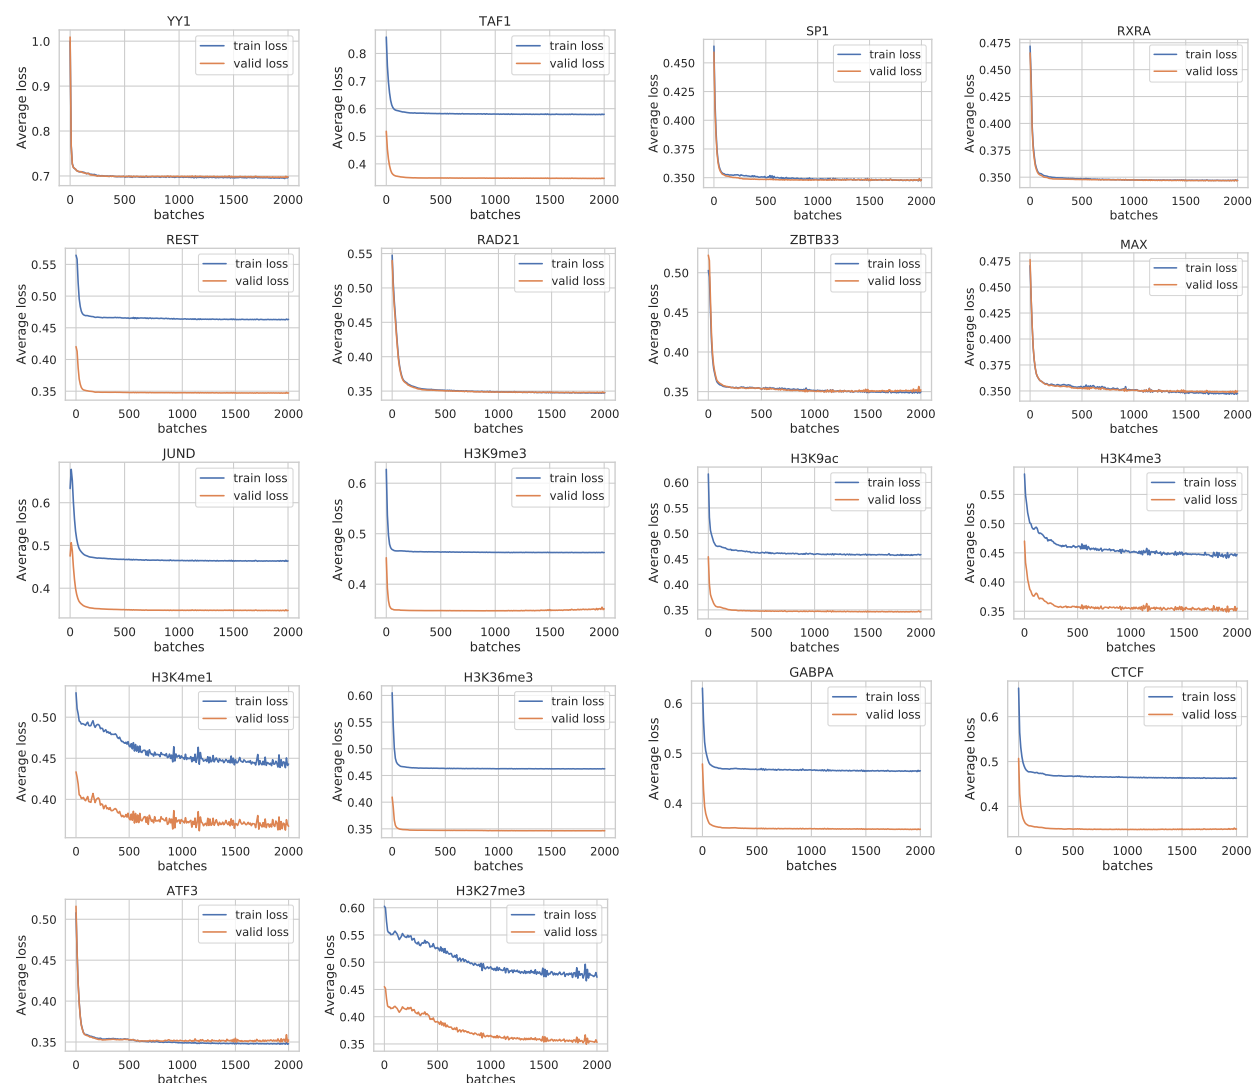 YY1
Average loss
1.0
0.9
0.8
0.7
train loss
valid loss
0 500 1000 1500 2000
batches
TAF1
Average loss
0.8
0.7
0.6
0.5
0.4
train loss
valid loss
0 500 1000 1500 2000
batches
SP1
Average loss
0.450
0.425
0.400
0.375
0.350
train loss
valid loss
0 500 1000 1500 2000
batches
RXRA
Average loss
0.475
0.450
0.425
0.400
0.375
0.350
train loss
valid loss
0 500 1000 1500 2000
batches
REST
Average loss
0.55
0.50
0.45
0.40
0.35
train loss
valid loss
0 500 1000 1500 2000
batches
RAD21
Average loss
0.55
0.50
0.45
0.40
0.35
train loss
valid loss
0 500 1000 1500 2000
batches
ZBTB33
Average loss
0.50
0.45
0.40
0.35
train loss
valid loss
0 500 1000 1500 2000
batches
MAX
Average loss
0.475
0.450
0.425
0.400
0.375
0.350
train loss
valid loss
0 500 1000 1500 2000
batches
JUND
Average loss
0.6
0.5
0.4
train loss
valid loss
0 500 1000 1500 2000
batches
H3K9me3
Average loss
0.6
0.5
0.4
train loss
valid loss
0 500 1000 1500 2000
batches
H3K9ac
Average loss
0.60
0.55
0.50
0.45
0.40
0.35
train loss
valid loss
0 500 1000 1500 2000
batches
H3K4me3
Average loss
0.55
0.50
0.45
0.40
0.35
train loss
valid loss
0 500 1000 1500 2000
batches
H3K4me1
Average loss
0.50
0.45
0.40
train loss
valid loss
0 500 1000 1500 2000
batches
H3K36me3
Average loss
0.60
0.55
0.50
0.45
0.40
0.35
train loss
valid loss
0 500 1000 1500 2000
batches
GABPA
Average loss
0.6
0.5
0.4
train loss
valid loss
0 500 1000 1500 2000
batches
CTCF
Average loss
0.6
0.5
0.4
train loss
valid loss
0 500 1000 1500 2000
batches
ATF3
Average loss
0.50
0.45
0.40
0.35
train loss
valid loss
0 500 1000 1500 2000
batches
H3K27me3
Average loss
0.60
0.55
0.50
0.45
0.40
0.35
train loss
valid loss
0 500 1000 1500 2000
batches